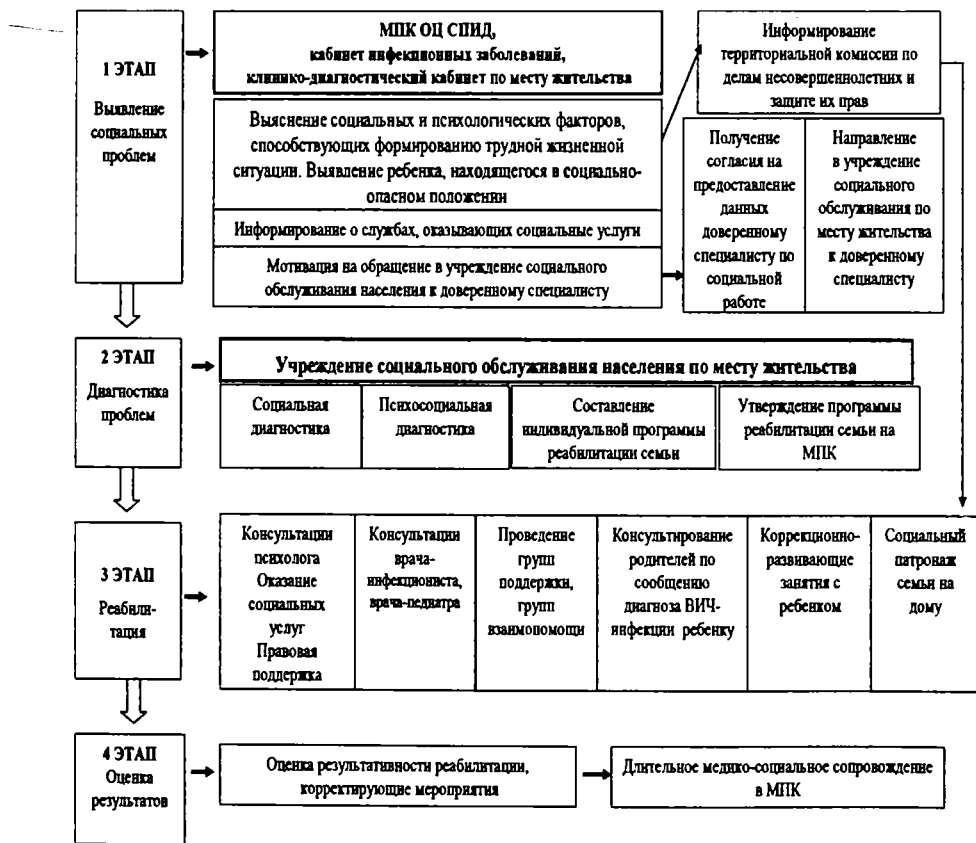 1 ЭТАП
Выявление
социальных
проблем
МПК ОЦ СПИД,
кабинет инфекционных заболеваний,
клинико-диагностический кабинет по месту жительства
Выяснение социальных и психологических факторов,
способствующих формированию трудной жизненной
ситуации. Выявление ребенка, находящегося в социально-
опасном положении
Информирование о службах, оказывающих социальные услуги
Мотивация на обращение в учреждение социального
обслуживания населения к доверенному специалисту
Информирование
территориальной комиссии по
делам несовершеннолетних и
защите их прав
Получение
согласия на
предоставление
данных
доверенному
специалисту по
социальной
работе
Направление
в учреждение
социального
обслуживания по
месту жительства
к доверенному
специалисту
2 ЭТАП
Диагностика
проблем
Учреждение социального обслуживания населения по месту жительства
Социальная
диагностика
Психосоциальная
диагностика
Составление
индивидуальной программы
реабилитации семьи
Утверждение программы
реабилитации семьи на
МПК
3 ЭТАП
Реабили-
тация
Консультации
психолога
Оказание
социальных
услуг
Правовая
поддержка
Консультации
врача-
инфекциониста,
врача-педиатра
Проведение
групп
поддержки,
групп
взаимопомощи
Консультирование
родителей по
сообщению
диагноза ВИЧ-
инфекции ребенку
Коррекционно-
развивающие
занятия с
ребенком
Социальный
патронаж
семьи на
дому
4 ЭТАП
Оценка
результатов
Оценка результативности реабилитации,
корректирующие мероприятия
Длительное медико-социальное сопровождение
в МПК